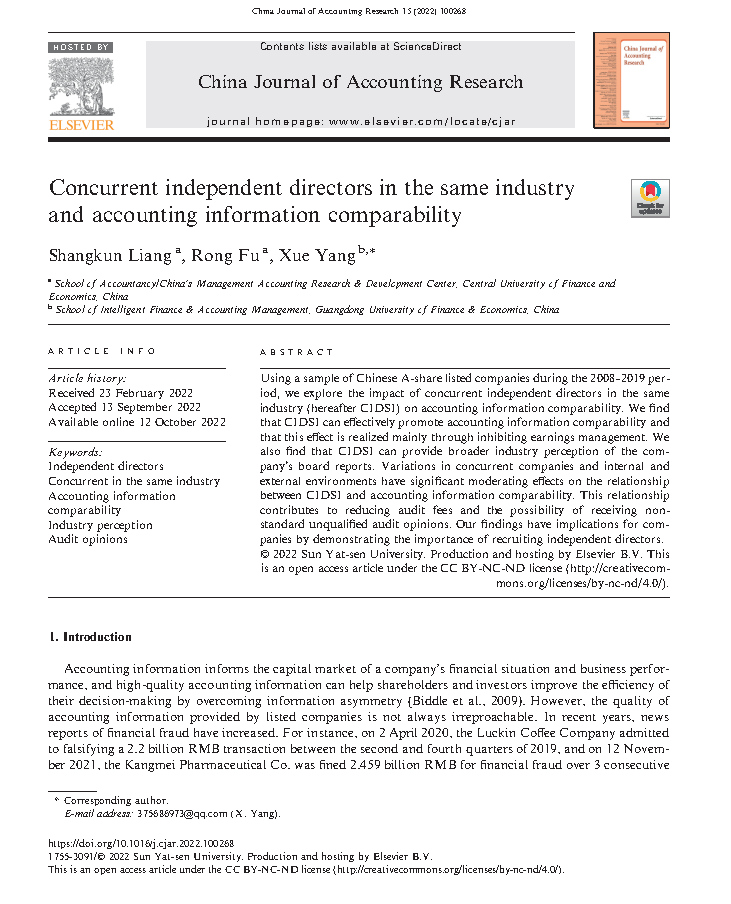 China Journal of Accounting Research 15 (2022) 100268
HOSTED BY
ELSEVIER
Contents lists available at ScienceDirect
China Journal of Accounting Research
journal homepage: www.elsevier.com/locate/cjar
China Journal of
Accounting
Research
Concurrent independent directors in the same industry
and accounting information comparability
Check for
updates
Shangkun Liang a, Rong Fu a, Xue Yang b,*
a School of Accountancy/China's Management Accounting Research & Development Center, Central University of Finance and
Economics, China
b School of Intelligent Finance & Accounting Management, Guangdong University of Finance & Economics, China
ARTICLE INFO
Article history:
Received 23 February 2022
Accepted 13 September 2022
Available online 12 October 2022
Keywords:
Independent directors
Concurrent in the same industry
Accounting information
comparability
Industry perception
Audit opinions
ABSTRACT
Using a sample of Chinese A-share listed companies during the 2008–2019 per-
iod, we explore the impact of concurrent independent directors in the same
industry (hereafter CIDSI) on accounting information comparability. We find
that CIDSI can effectively promote accounting information comparability and
that this effect is realized mainly through inhibiting earnings management. We
also find that CIDSI can provide broader industry perception of the com-
pany's board reports. Variations in concurrent companies and internal and
external environments have significant moderating effects on the relationship
between CIDSI and accounting information comparability. This relationship
contributes to reducing audit fees and the possibility of receiving non-
standard unqualified audit opinions. Our findings have implications for com-
panies by demonstrating the importance of recruiting independent directors.
© 2022 Sun Yat-sen University. Production and hosting by Elsevier B.V. This
is an open access article under the CC BY-NC-ND license (http://creativecom-
mons.org/licenses/by-nc-nd/4.0/).
1. Introduction
Accounting information informs the capital market of a company's financial situation and business perfor-
mance, and high-quality accounting information can help shareholders and investors improve the efficiency of
their decision-making by overcoming information asymmetry (Biddle et al., 2009). However, the quality of
accounting information provided by listed companies is not always irreproachable. In recent years, news
reports of financial fraud have increased. For instance, on 2 April 2020, the Luckin Coffee Company admitted
to falsifying a 2.2 billion RMB transaction between the second and fourth quarters of 2019, and on 12 Novem-
ber 2021, the Kangmei Pharmaceutical Co. was fined 2.459 billion RMB for financial fraud over 3 consecutive
* Corresponding author.
E-mail address: 375686973@qq.com (X. Yang).
https://doi.org/10.1016/j.cjar.2022.100268
1755-3091/© 2022 Sun Yat-sen University. Production and hosting by Elsevier B.V.
This is an open access article under the CC BY-NC-ND license (http://creativecommons.org/licenses/by-nc-nd/4.0/).